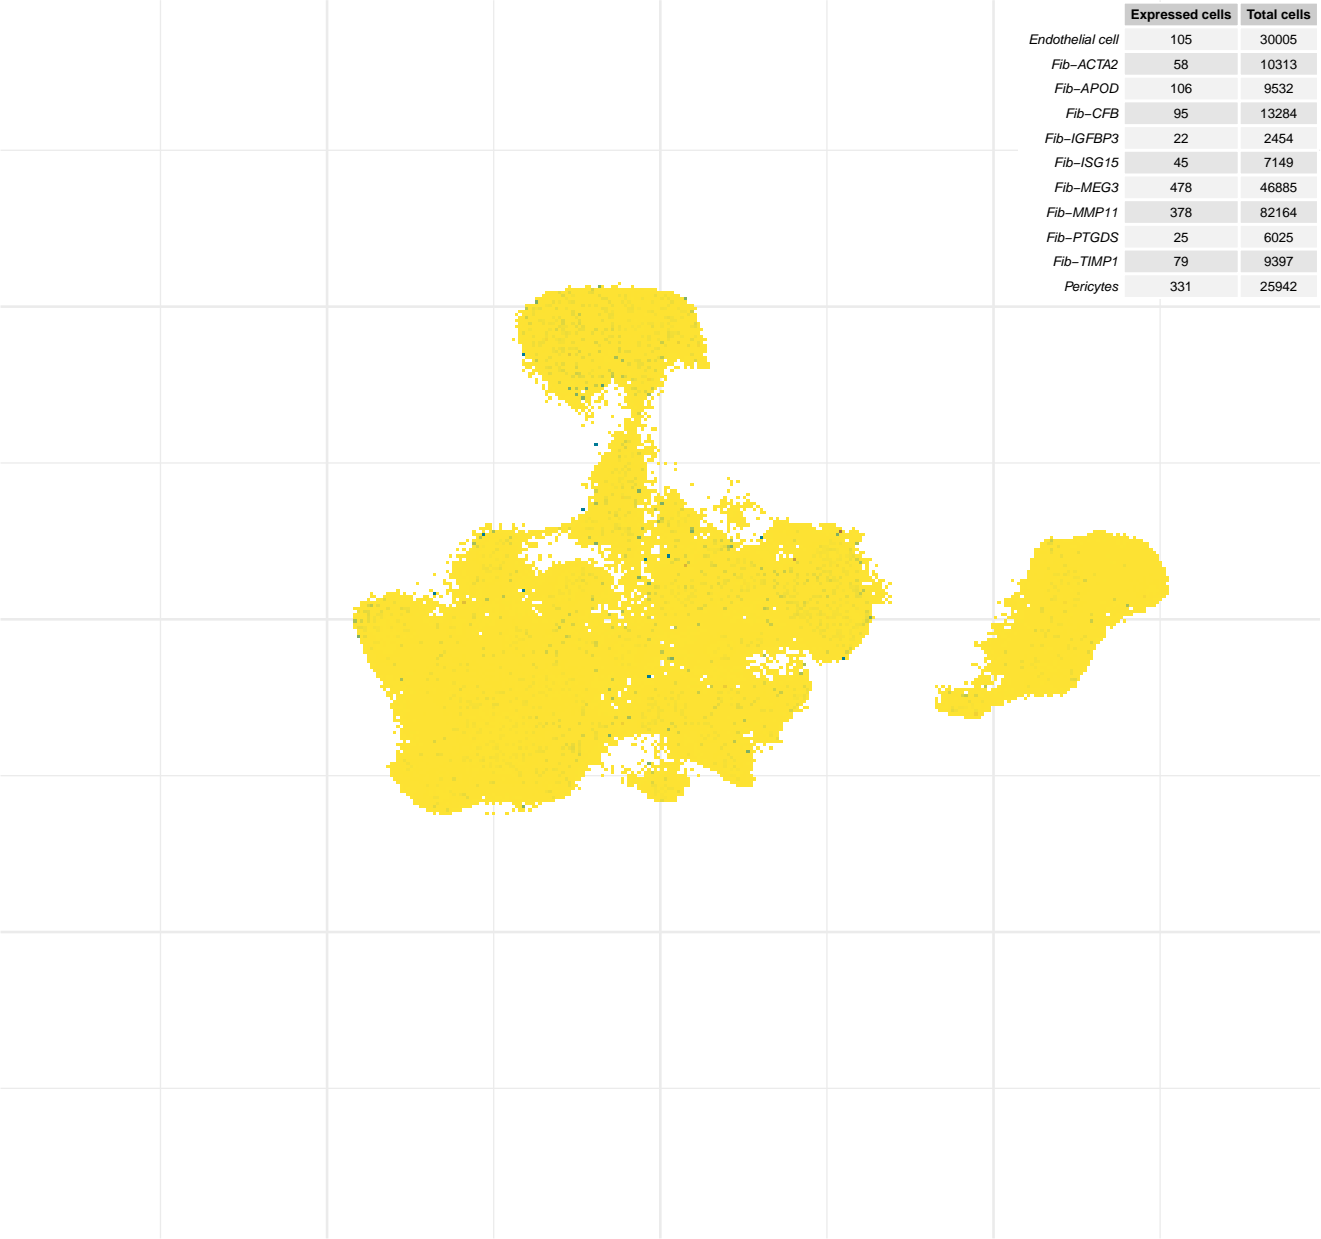 Expressed cells Total cells
Endothelial cell 105 30005
Fib−ACTA2 58 10313
Fib−APOD 106 9532
Fib−CFB 95 13284
Fib−IGFBP3 22 2454
Fib−ISG15 45 7149
Fib−MEG3 478 46885
Fib−MMP11 378 82164
Fib−PTGDS 25 6025
Fib−TIMP1 79 9397
Pericytes 331 25942